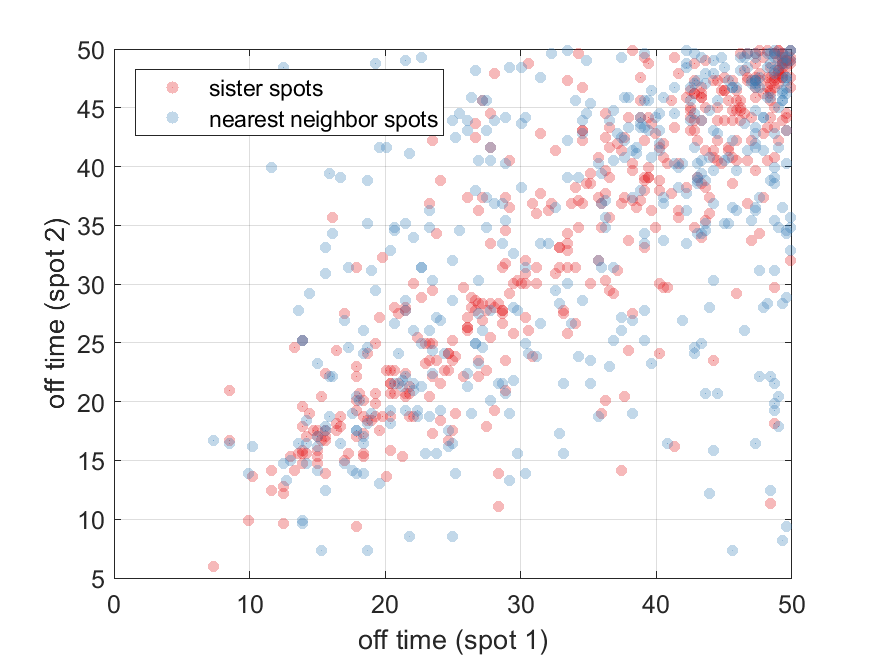 50
45
40
35
30
25
20
15
10
5
off time (spot 2)
sister spots
nearest neighbor spots
0 10 20 30 40 50
off time (spot 1)